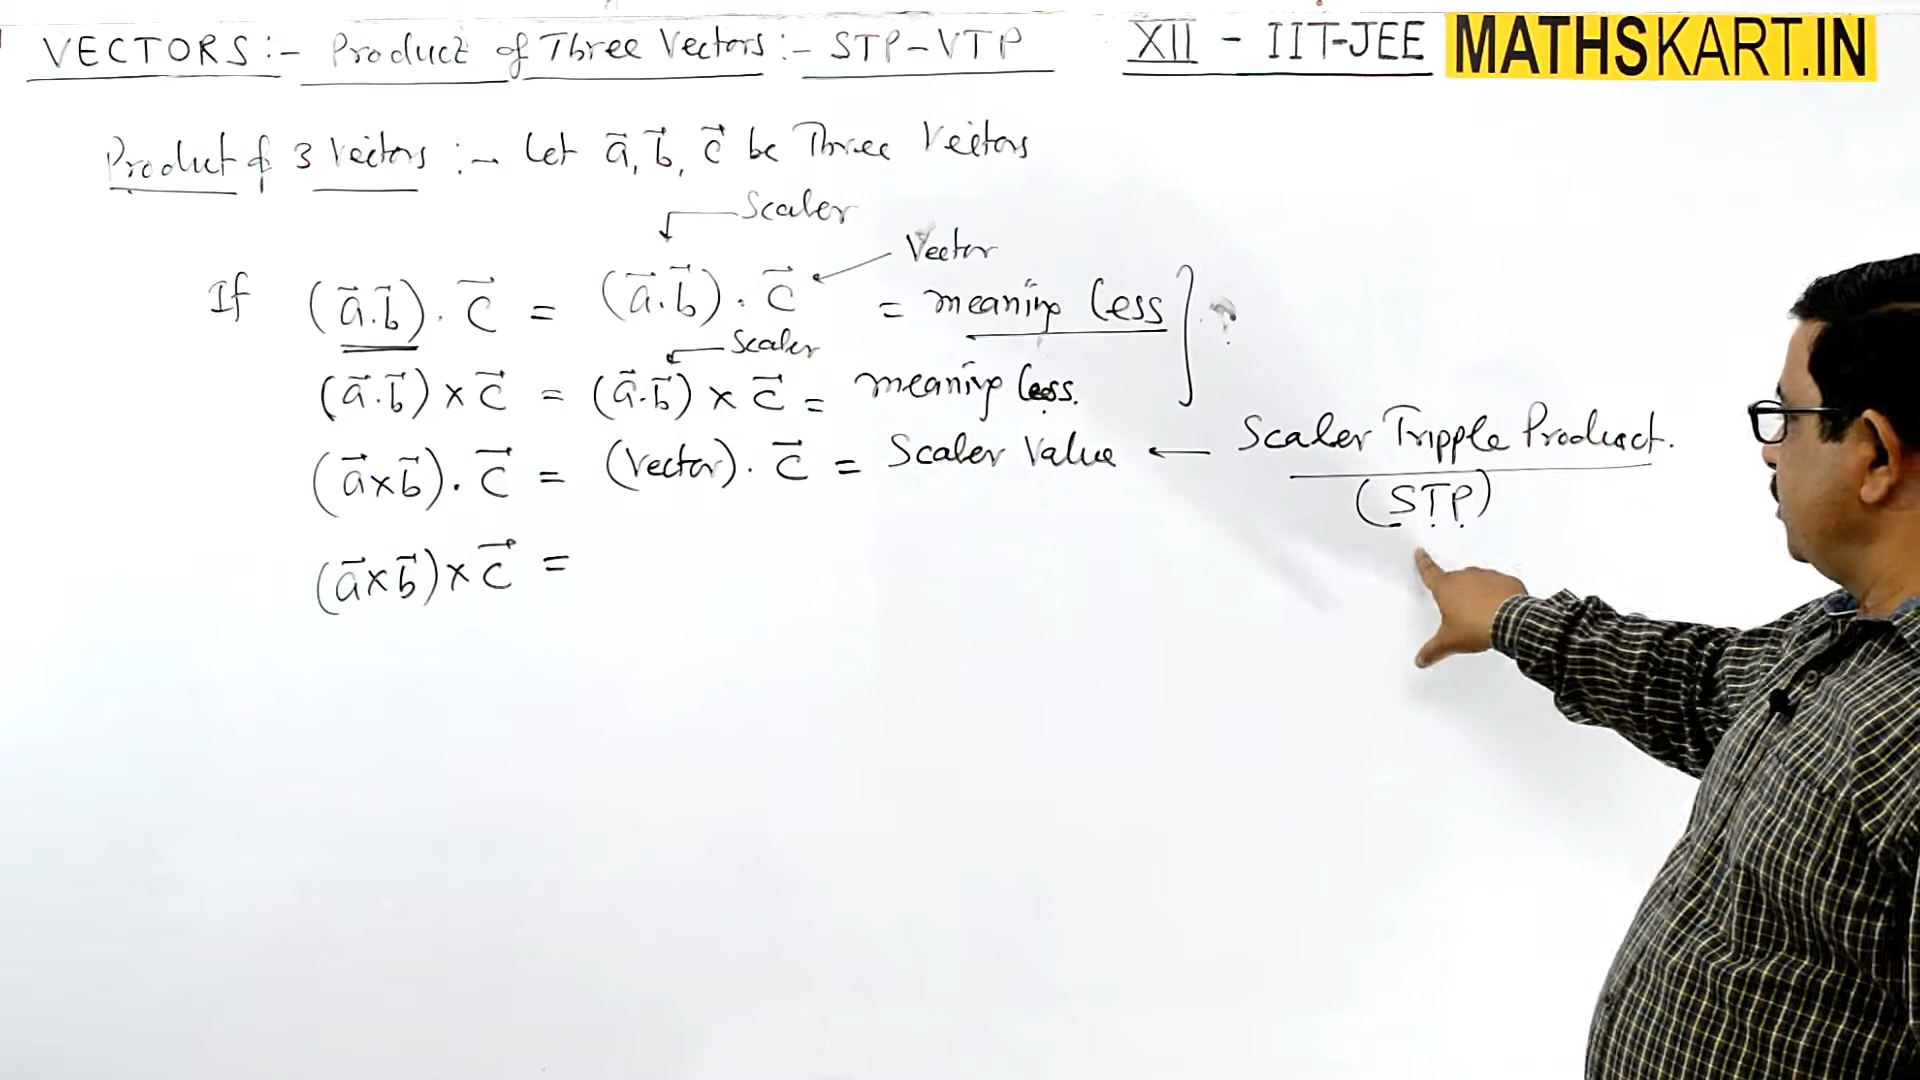 VECTORS:- Product of Three Vectors:- STP-VTP XII - IIT-JEE MATHSKART.IN
Product of 3 Vectors :- Let a⃗, b⃗, c⃗ be Three Vectors
Scaler
Vector
If (a⃗.b⃗). c⃗ = (a⃗.b⃗). c⃗ = meaning less } ?
Scaler
(a⃗.b⃗) × c⃗ = (a⃗.b⃗) × c⃗ = meaning less.
(a⃗×b⃗). c⃗ = (Vector). c⃗ = Scaler Value ← Scaler Tripple Product.
(STP)
(a⃗×b⃗)×c⃗ =